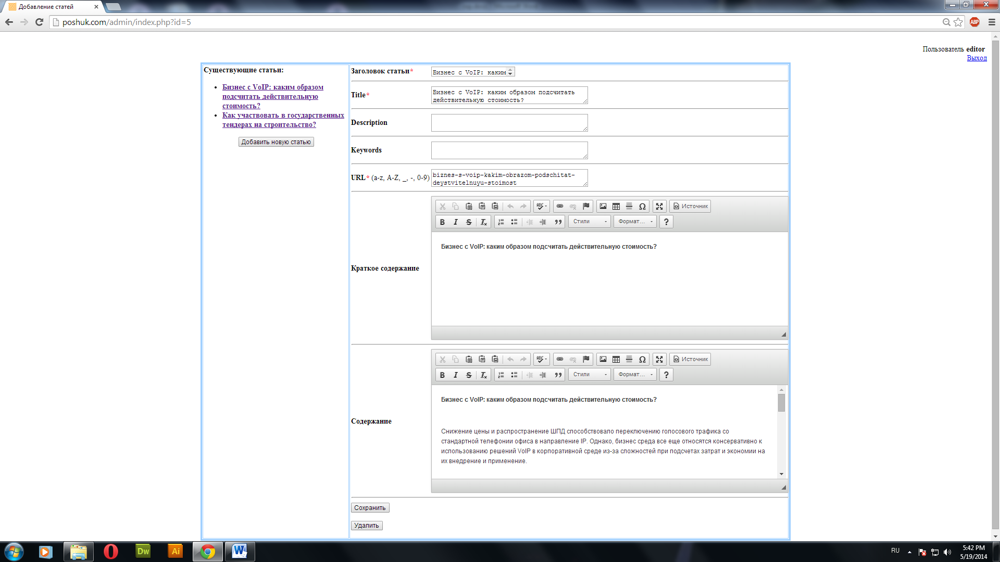 Добавление статей
poshuk.com/admin/index.php?id=5
ABP
Пользователь editor
Выход
Существующие статьи:
Бизнес с VoIP: каким образом
подсчитать действительную
стоимость?
Как участвовать в государственных
тендерах на строительство?
Добавить новую статью
Заголовок статьи*
Бизнес с VoIP: каким
Title*
Бизнес с VoIP: каким образом подсчитать
действительную стоимость?
Description
Keywords
URL* (a-z, A-Z, _, -, 0-9)
biznes-s-voip-kakim-obrazom-podschitat-
deystvitelnuyu-stoimost
Краткое содержание
Источник
Стили
Формат...
Бизнес с VoIP: каким образом подсчитать действительную стоимость?
Содержание
Источник
Стили
Формат...
Бизнес с VoIP: каким образом подсчитать действительную стоимость?
Снижение цены и распространение ШПД способствовало переключению голосового трафика со
стандартной телефонии офиса в направление IP. Однако, бизнес среда все еще относятся консервативно к
использованию решений VoIP в корпоративной среде из-за сложностей при подсчетах затрат и экономии на
их внедрение и применение.
Сохранить
Удалить
Dw
Ai
RU
5:42 PM
5/19/2014